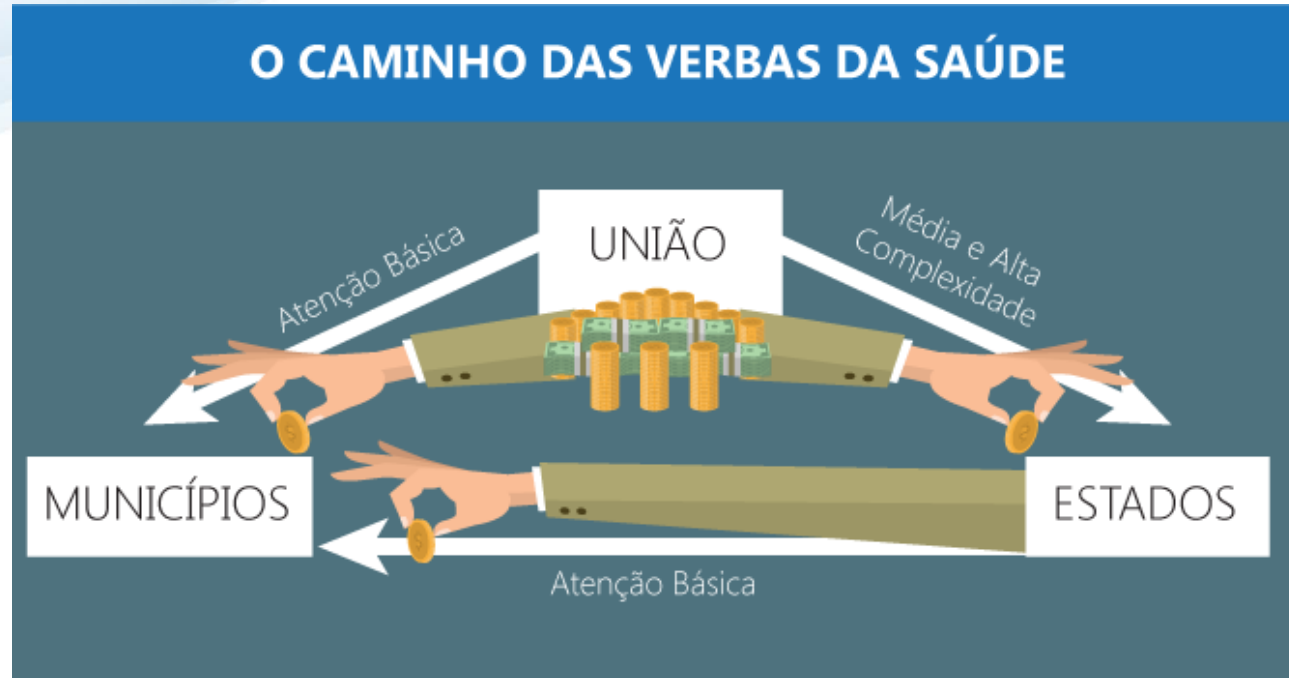 O CAMINHO DAS VERBAS DA SAÚDE
UNIÃO
Atenção Básica
Média e Alta
Complexidade
MUNICÍPIOS
ESTADOS
Atenção Básica